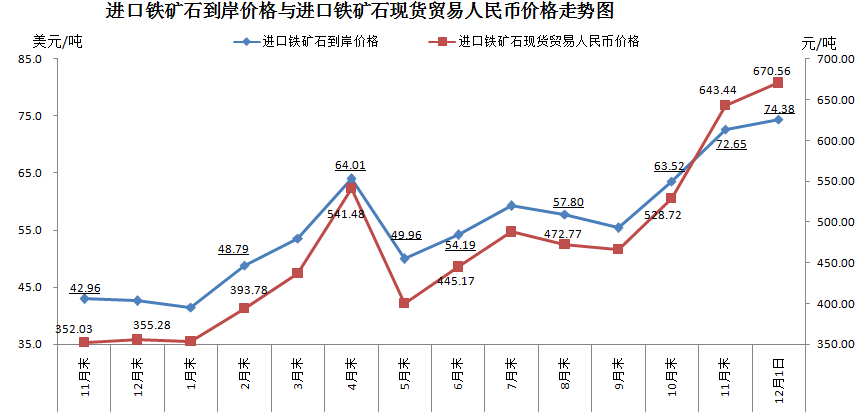 进口铁矿石到岸价格与进口铁矿石现货贸易人民币价格走势图
美元/吨
元/吨
进口铁矿石到岸价格
进口铁矿石现货贸易人民币价格
85.0
75.0
65.0
55.0
45.0
35.0
700.00
650.00
600.00
550.00
500.00
450.00
400.00
350.00
42.96
48.79
64.01
49.96
54.19
57.80
63.52
72.65
74.38
352.03
355.28
393.78
541.48
445.17
472.77
528.72
643.44
670.56
11月末
12月末
1月末
2月末
3月末
4月末
5月末
6月末
7月末
8月末
9月末
10月末
11月末
12月1日